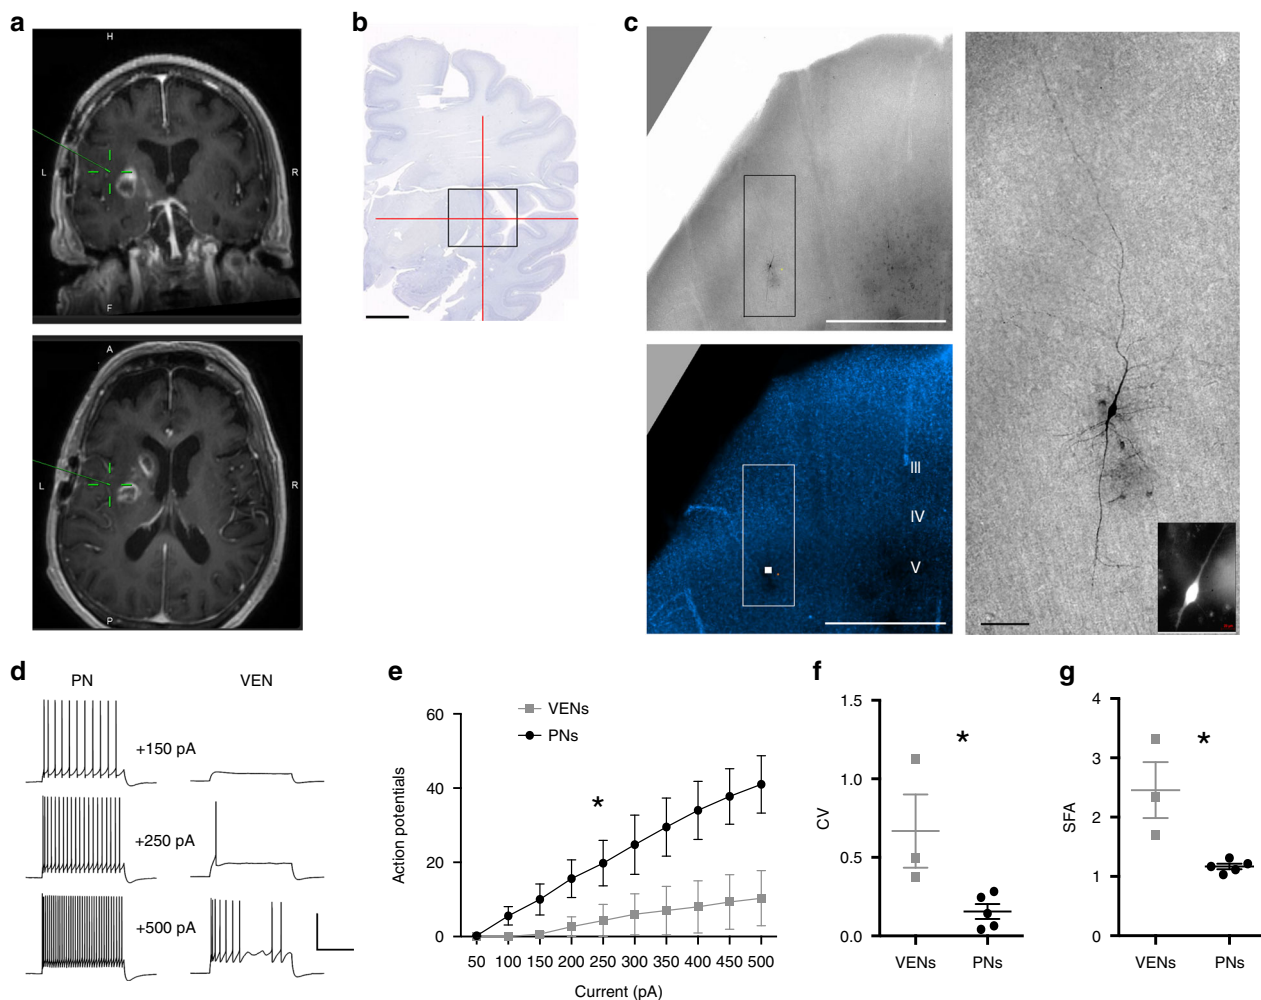 a
H
L
R
F
A
L
R
P
b
c
III
IV
V
d
PN
VEN
+150 pA
+250 pA
+500 pA
e
VENs
PNs
60
40
20
0
*
Action potentials
50 100 150 200 250 300 350 400 450 500
Current (pA)
f
1.5
1.0
0.5
0.0
*
CV
VENs PNs
g
4
3
2
1
0
*
SFA
VENs PNs